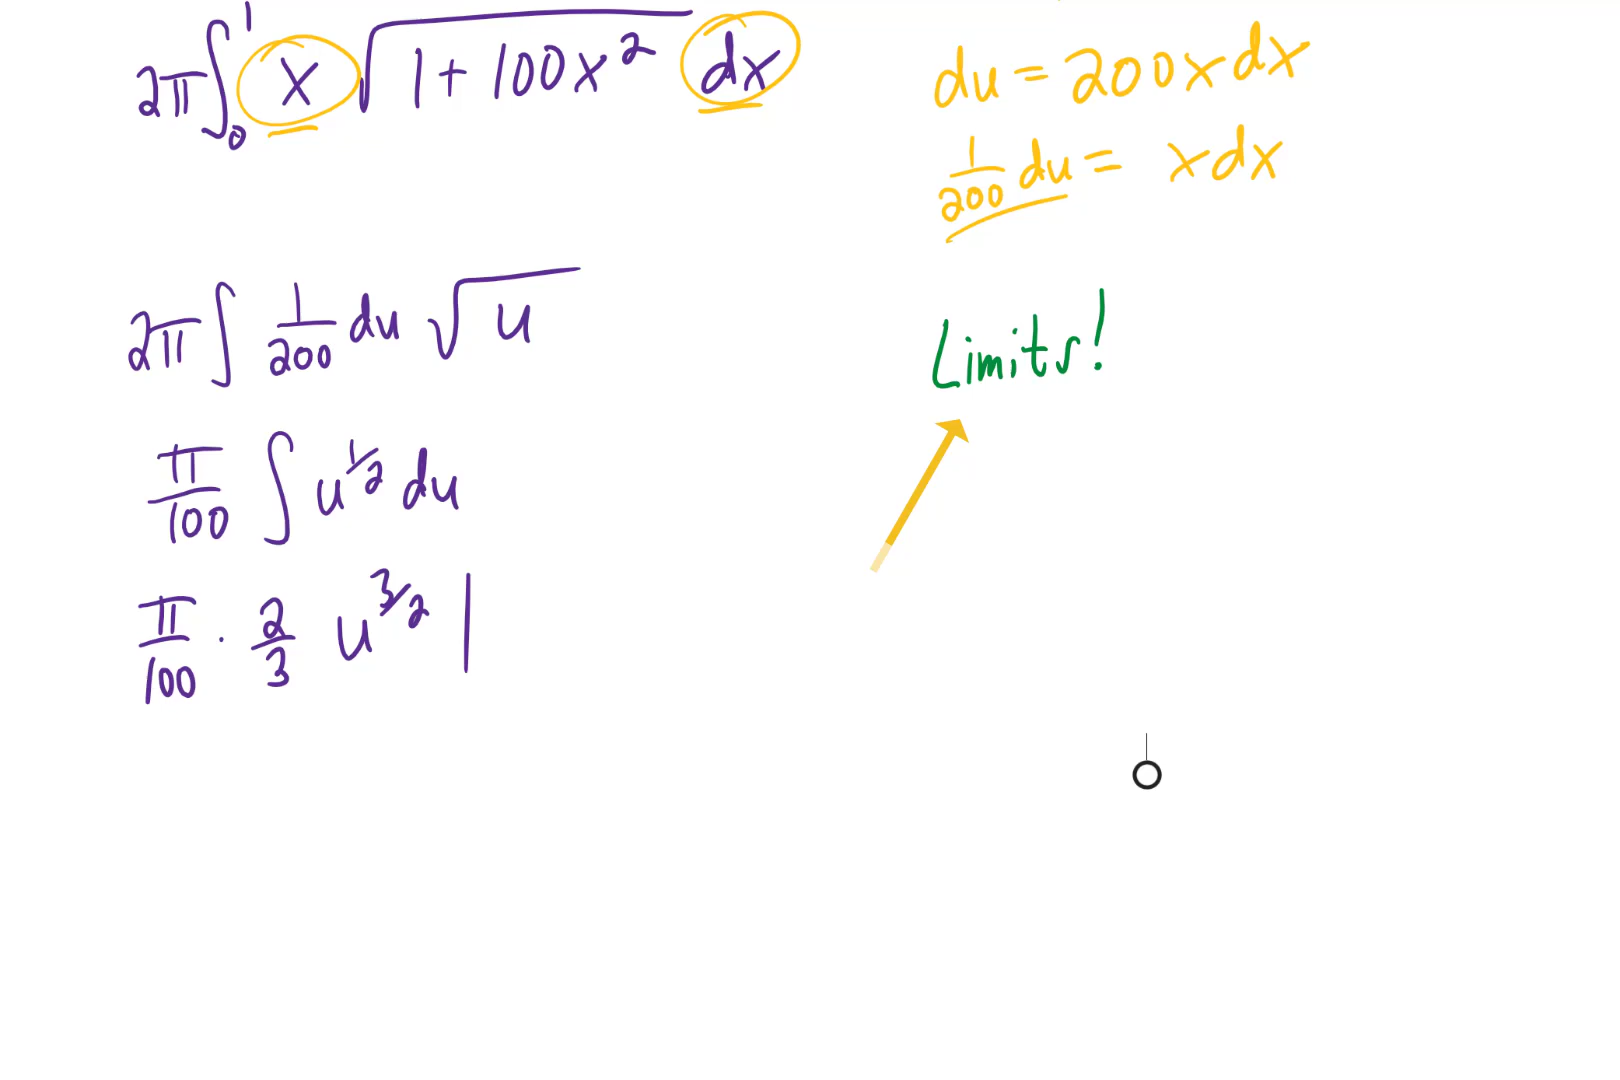 2π∫₀¹ x √(1 + 100x²) dx
du = 200x dx
1/200 du = x dx
2π∫ 1/200 du √u
Limits!
π/100 ∫ u^1/2 du
π/100 · 2/3 u^3/2 |